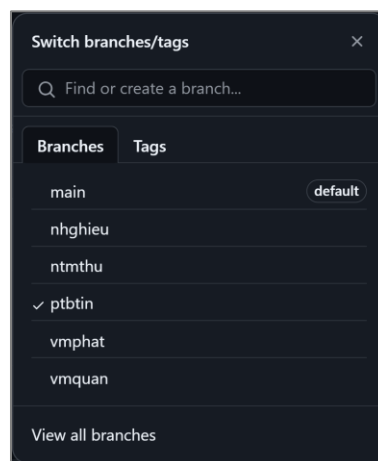 Switch branches/tags
Find or create a branch...
Branches Tags
main default
nhghieu
ntmthu
ptbtin
vmphat
vmquan
View all branches